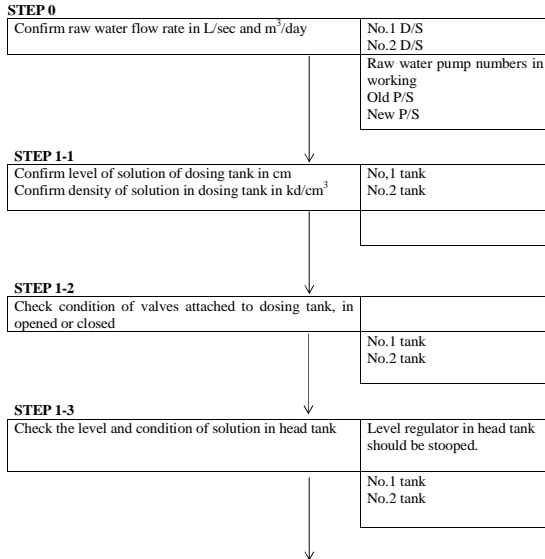 STEP 0
Confirm raw water flow rate in L/sec and m³/day
No.1 D/S
No.2 D/S
Raw water pump numbers in
working
Old P/S
New P/S
STEP 1-1
Confirm level of solution of dosing tank in cm
Confirm density of solution in dosing tank in kd/cm³
No,1 tank
No.2 tank
STEP 1-2
Check condition of valves attached to dosing tank, in
opened or closed
No.1 tank
No.2 tank
STEP 1-3
Check the level and condition of solution in head tank
Level regulator in head tank
should be stooped.
No.1 tank
No.2 tank